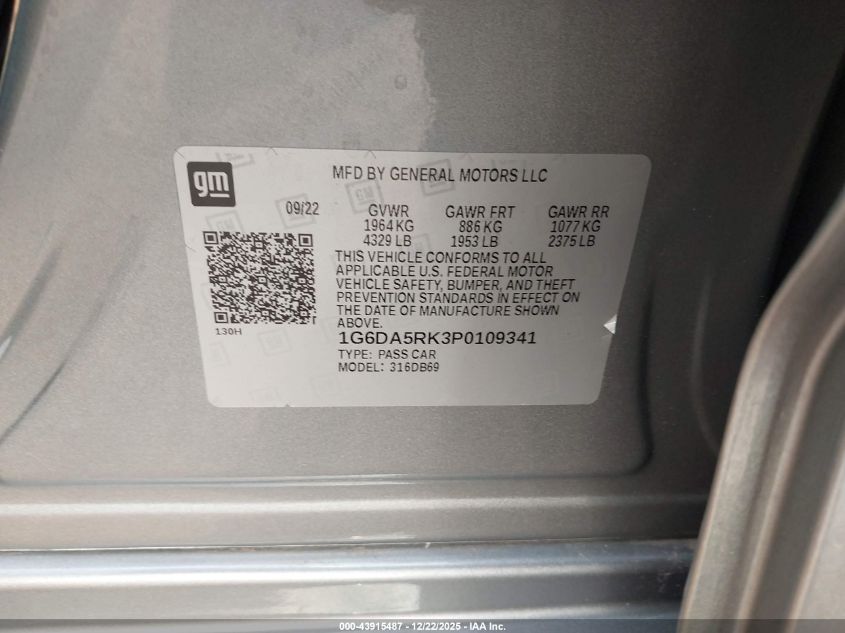 gm
MFD BY GENERAL MOTORS LLC
09/22 GVWR GAWR FRT GAWR RR
1964 KG 886 KG 1077 KG
4329 LB 1953 LB 2375 LB
THIS VEHICLE CONFORMS TO ALL
APPLICABLE U.S. FEDERAL MOTOR
VEHICLE SAFETY, BUMPER, AND THEFT
PREVENTION STANDARDS IN EFFECT ON
THE DATE OF MANUFACTURE SHOWN
ABOVE.
130H
1G6DA5RK3P0109341
TYPE: PASS CAR
MODEL: 316DB69
000-43915487 - 12/22/2025 - IAA Inc.